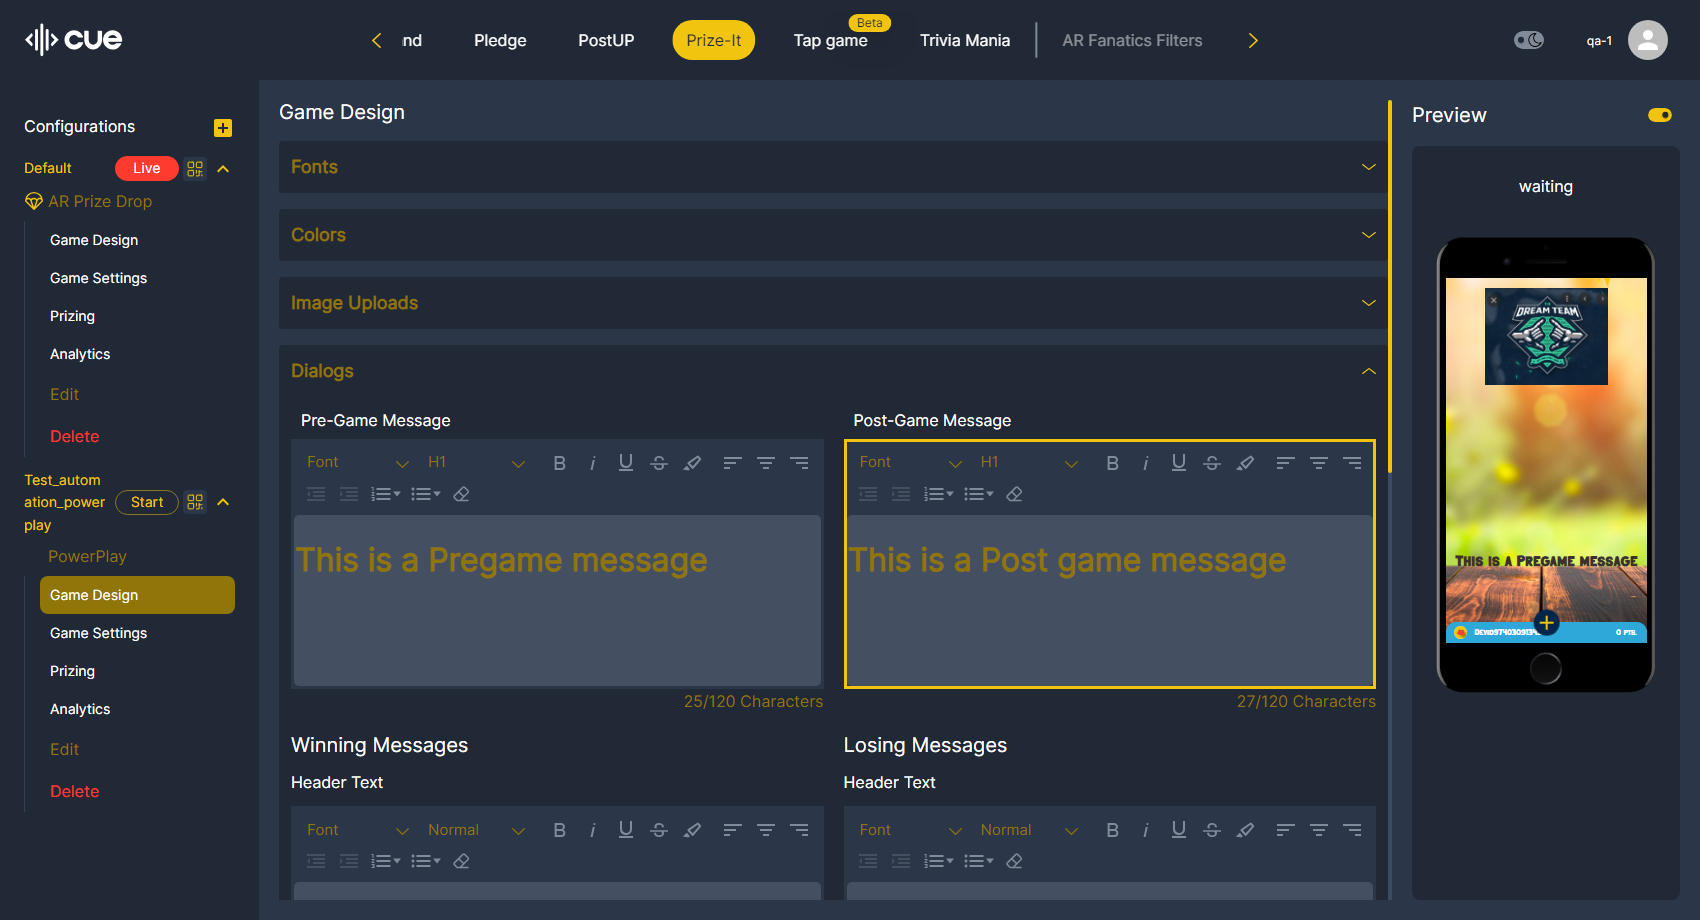 cue
nd
Pledge
PostUP
Prize-It
Beta
Tap game
Trivia Mania
AR Fanatics Filters
qa-1
Configurations
Default
Live
AR Prize Drop
Game Design
Game Settings
Prizing
Analytics
Edit
Delete
Test_autom
ation_power
play
Start
PowerPlay
Game Design
Game Settings
Prizing
Analytics
Edit
Delete
Game Design
Fonts
Colors
Image Uploads
Dialogs
Pre-Game Message
Font
H1
This is a Pregame message
25/120 Characters
Post-Game Message
Font
H1
This is a Post game message
27/120 Characters
Winning Messages
Header Text
Font
Normal
Losing Messages
Header Text
Font
Normal
Preview
waiting
DREAM TEAM
This is a Pregame message
0 PTS.